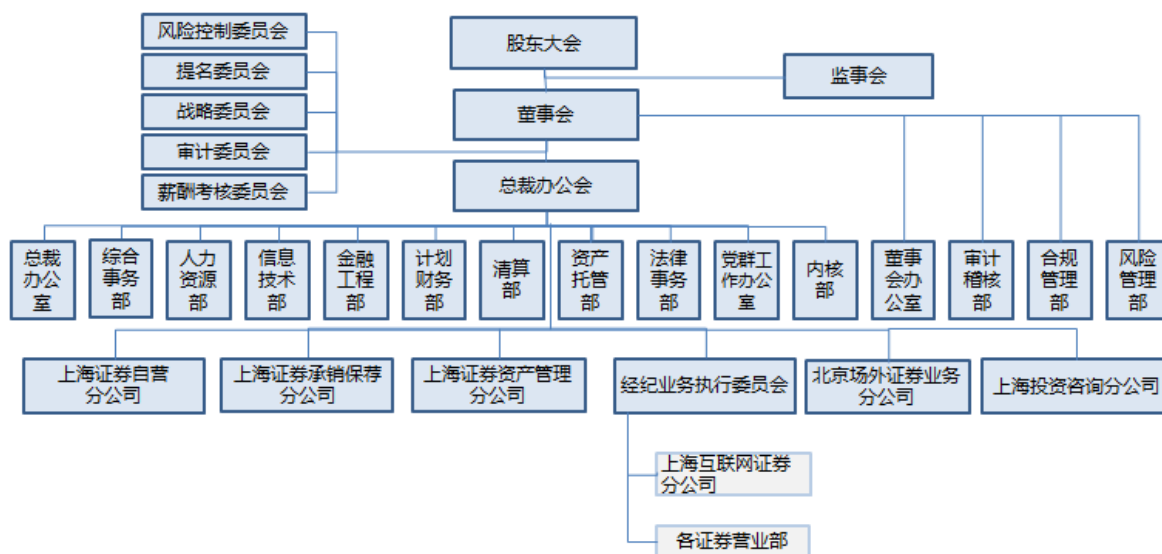 风险控制委员会
提名委员会
战略委员会
审计委员会
薪酬考核委员会
股东大会
监事会
董事会
总裁办公会
总裁
办公
室
综合
事务
部
人力
资源
部
信息
技术
部
金融
工程
部
计划
财务
部
清算
部
资产
托管
部
法律
事务
部
党群工
作办公
室
内核
部
董事
会办
公室
审计
稽核
部
合规
管理
部
风险
管理
部
上海证券自营
分公司
上海证券承销保荐
分公司
上海证券资产管理
分公司
经纪业务执行委员会
北京场外证券业务
分公司
上海投资咨询分公司
上海互联网证券
分公司
各证券营业部